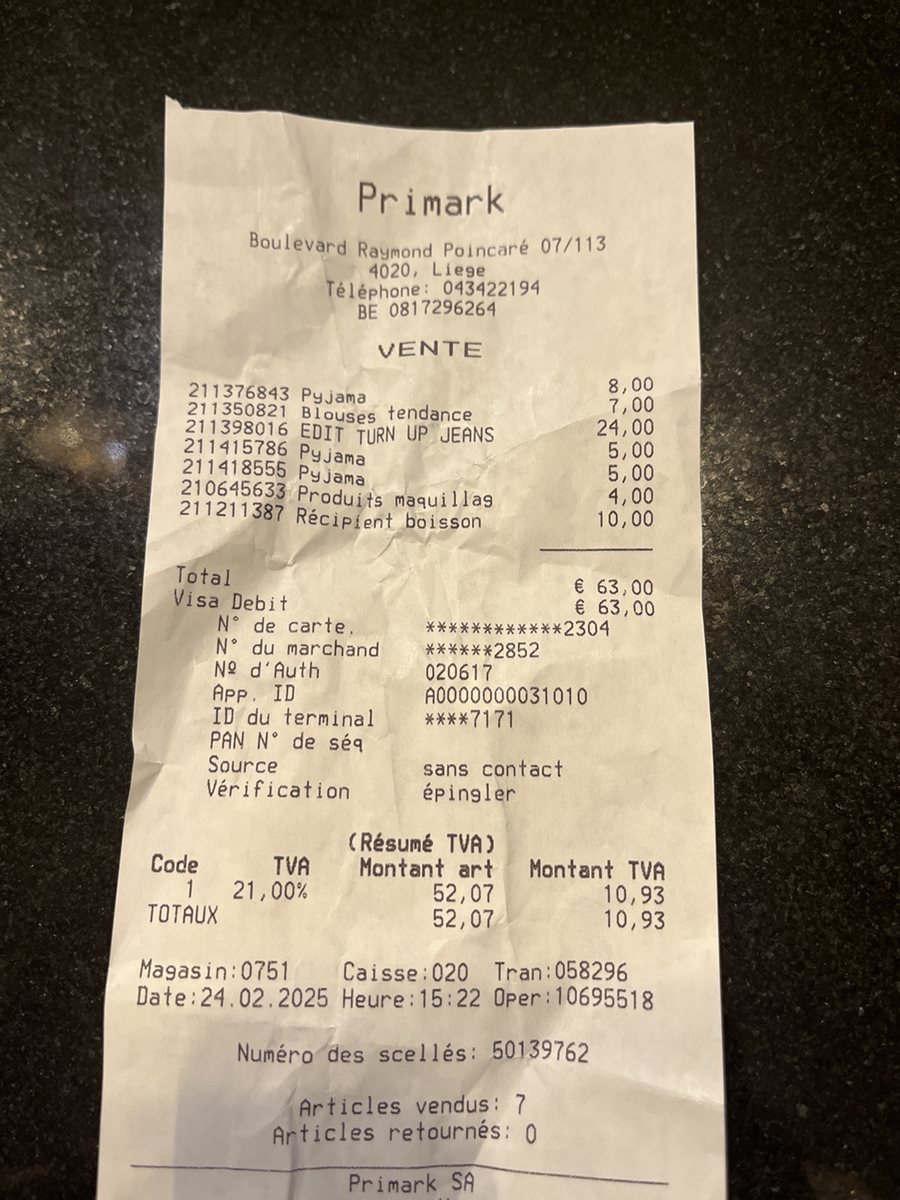 Primark
Boulevard Raymond Poincaré 07/113
4020, Liege
Téléphone: 043422194
BE 0817296264
VENTE
211376843 Pyjama 8,00
211350821 Blouses tendance 7,00
211398016 EDIT TURN UP JEANS 24,00
211415786 Pyjama 5,00
211418555 Pyjama 5,00
210645633 Produits maquillag 4,00
211211387 Récipient boisson 10,00
Total € 63,00
Visa Debit € 63,00
N° de carte. ************2304
N° du marchand ******2852
Nº d'Auth 020617
App. ID A0000000031010
ID du terminal ****7171
PAN N° de séq
Source sans contact
Vérification épingler
(Résumé TVA)
Code TVA Montant art Montant TVA
1 21,00% 52,07 10,93
TOTAUX 52,07 10,93
Magasin:0751 Caisse:020 Tran:058296
Date:24.02.2025 Heure:15:22 Oper:10695518
Numéro des scellés: 50139762
Articles vendus: 7
Articles retournés: 0
Primark SA